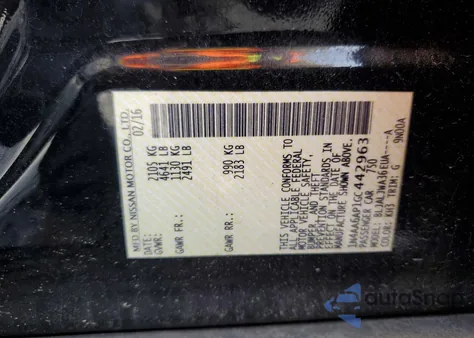 MFD BY NISSAN MOTOR CO., LTD.
DATE: 02/16
GVWR: 2105 KG
4641 LB
GAWR FR.: 1130 KG
2491 LB
GAWR RR.: 990 KG
2183 LB
THIS VEHICLE CONFORMS TO
ALL APPLICABLE FEDERAL
MOTOR VEHICLE SAFETY,
BUMPER, AND THEFT
PREVENTION STANDARDS IN
EFFECT ON THE DATE OF
MANUFACTURE SHOWN ABOVE.
1N4AA6AP1GC442963
PASSENGER CAR 750
MODEL: BLJALVWA36EUA----A
COLOR: KH3 TRIM: G 9N00A
autoSnap